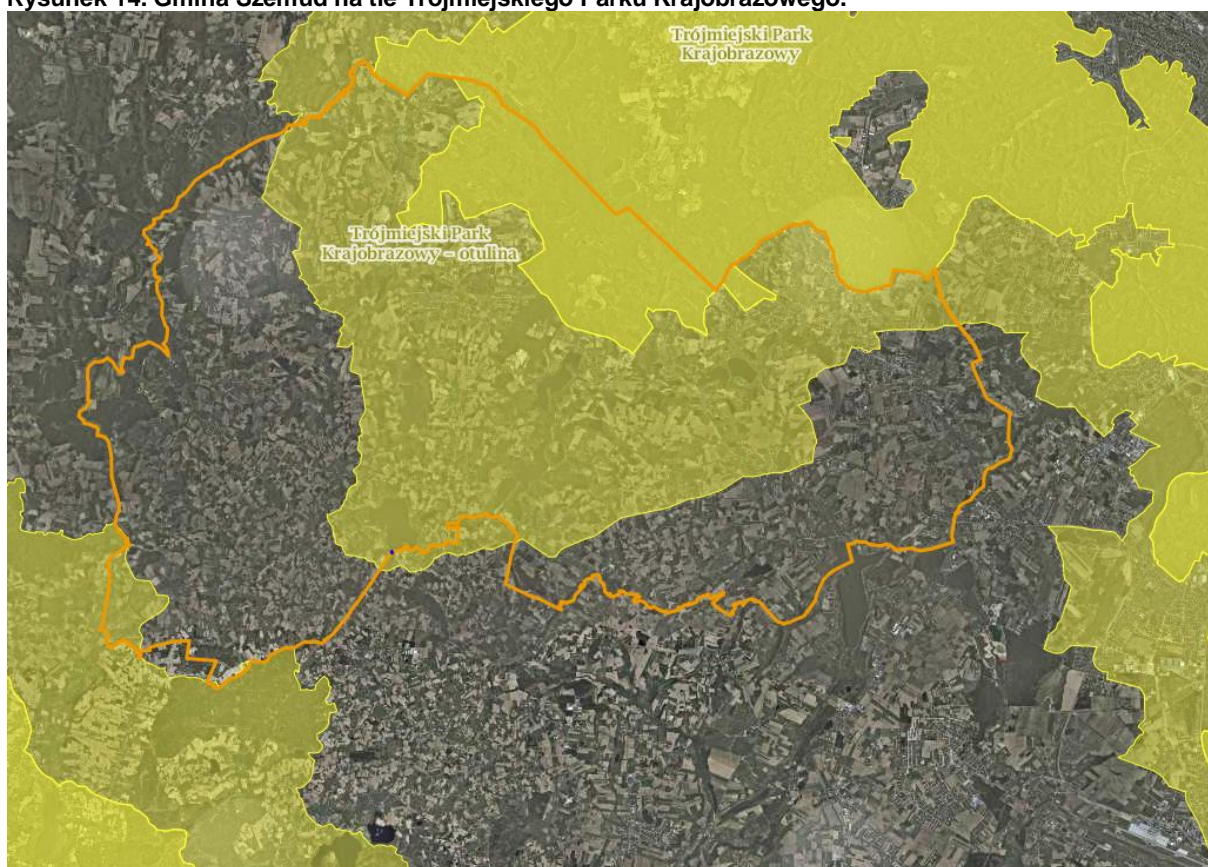 Rysunek 14. Gmina Szemud na tle Trójmiejskiego Parku Krajobrazowego.
Trójmiejski Park
Krajobrazowy
Trójmiejski Park
Krajobrazowy – otulina